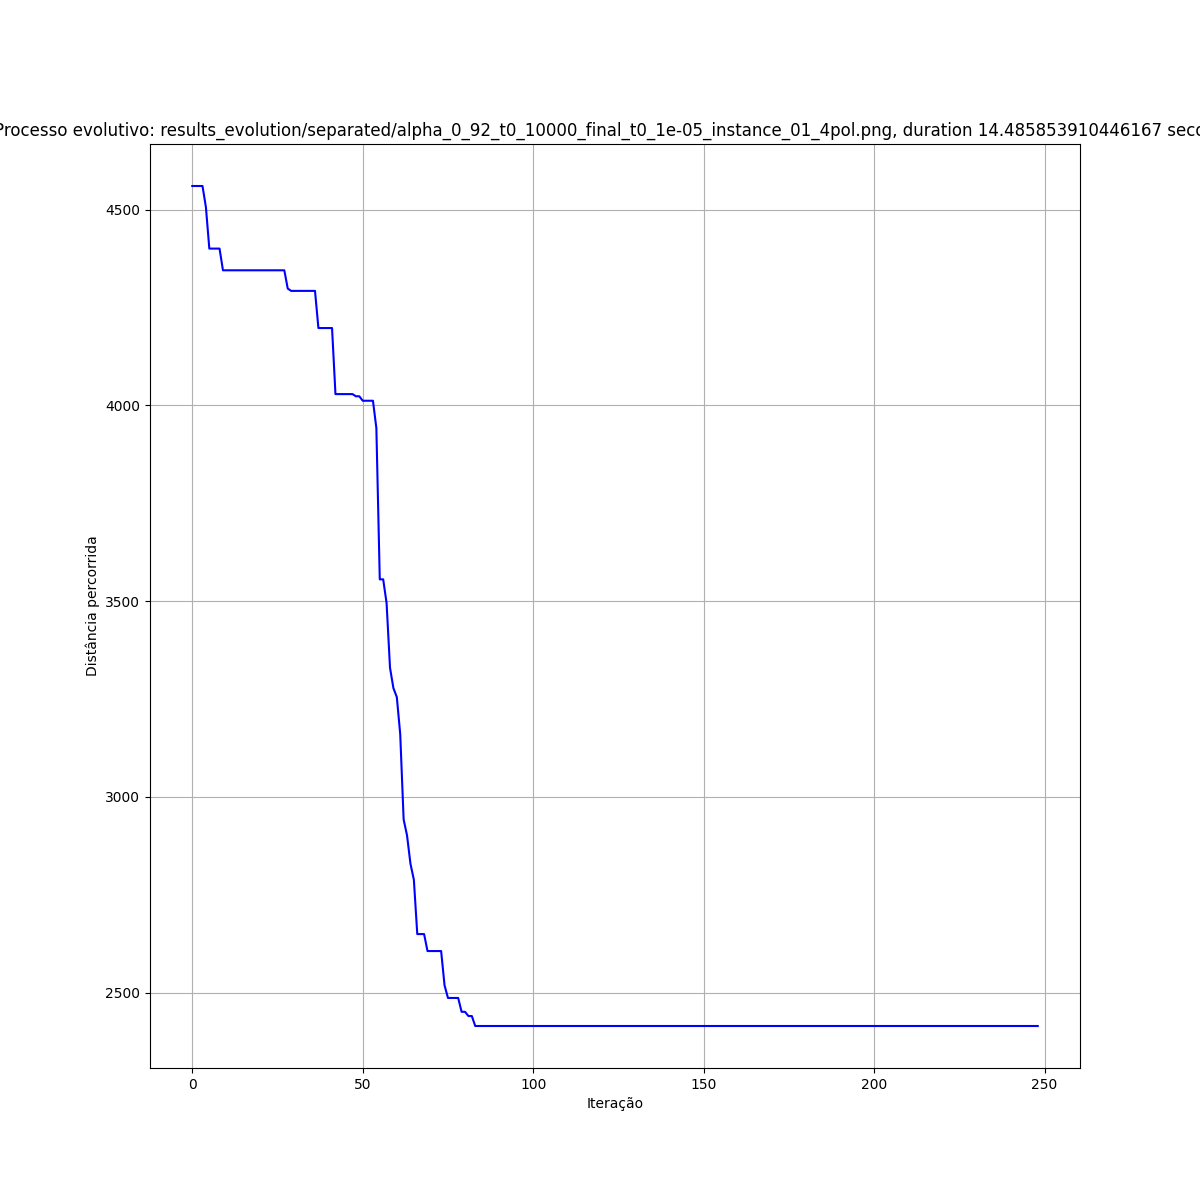 Processo evolutivo: results_evolution/separated/alpha_0_92_t0_10000_final_t0_1e-05_instance_01_4pol.png, duration 14.485853910446167
4500
4000
3500
3000
2500
Distância percorrida
0 50 100 150 200 250
Iteração